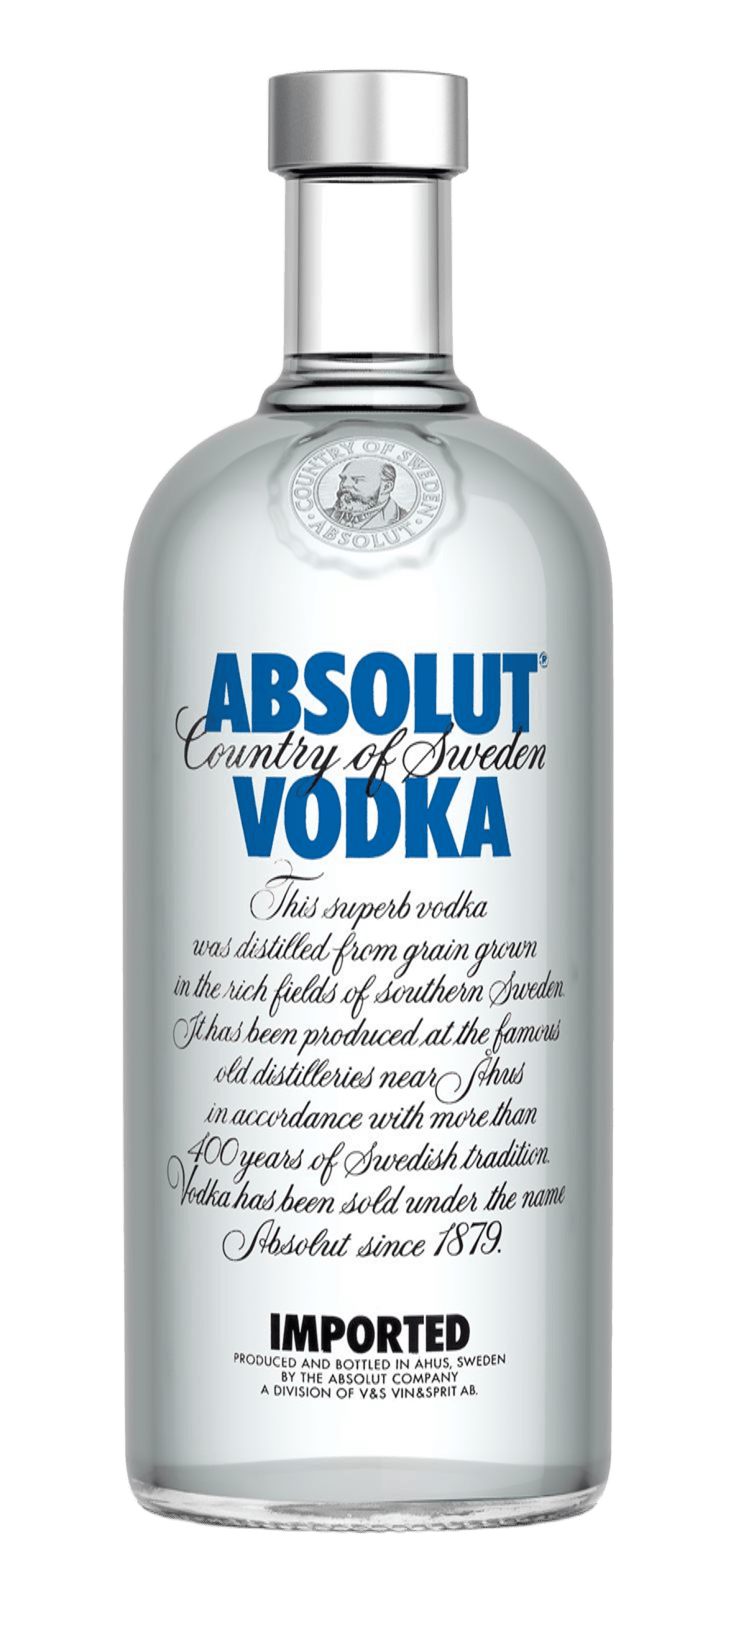 COUNTRY OF SWEDEN
· ABSOLUT ·
ABSOLUT®
Country of Sweden
VODKA
This superb vodka
was distilled from grain grown
in the rich fields of southern Sweden.
It has been produced at the famous
old distilleries near Åhus
in accordance with more than
400 years of Swedish tradition.
Vodka has been sold under the name
Absolut since 1879.
IMPORTED
PRODUCED AND BOTTLED IN AHUS, SWEDEN
BY THE ABSOLUT COMPANY
A DIVISION OF V&S VIN&SPRIT AB.